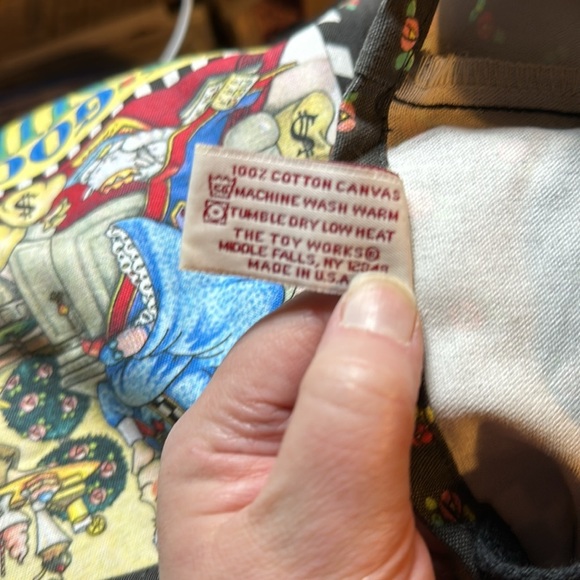 100% COTTON CANVAS
MACHINE WASH WARM
TUMBLE DRY LOW HEAT
THE TOY WORKS®
MIDDLE FALLS, NY 12848
MADE IN U.S.A.